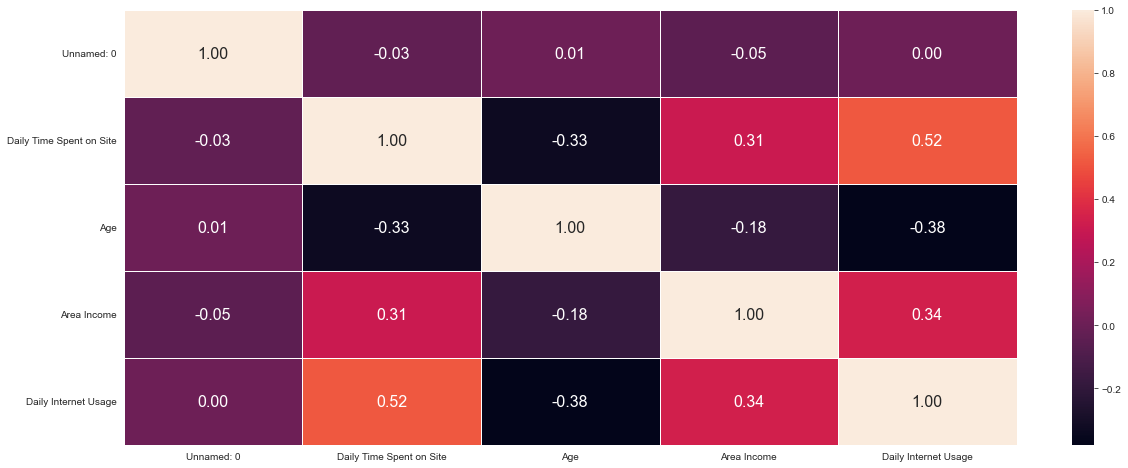 Unnamed: 0 1.00 -0.03 0.01 -0.05 0.00
Daily Time Spent on Site -0.03 1.00 -0.33 0.31 0.52
Age 0.01 -0.33 1.00 -0.18 -0.38
Area Income -0.05 0.31 -0.18 1.00 0.34
Daily Internet Usage 0.00 0.52 -0.38 0.34 1.00
Unnamed: 0 Daily Time Spent on Site Age Area Income Daily Internet Usage
1.0
0.8
0.6
0.4
0.2
0.0
−0.2